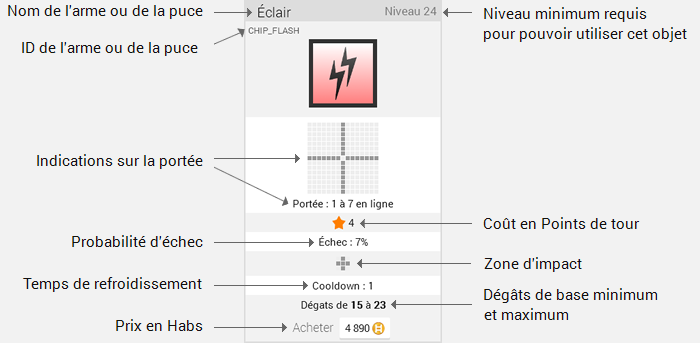 Nom de l'arme ou de la puce
Éclair
Niveau 24
Niveau minimum requis
pour pouvoir utiliser cet objet
ID de l'arme ou de la puce
CHIP_FLASH
Indications sur la portée
Portée : 1 à 7 en ligne
4
Coût en Points de tour
Probabilité d'échec
Échec : 7%
Zone d'impact
Temps de refroidissement
Cooldown : 1
Dégats de 15 à 23
Dégâts de base minimum
et maximum
Prix en Habs
Acheter
4 890 H